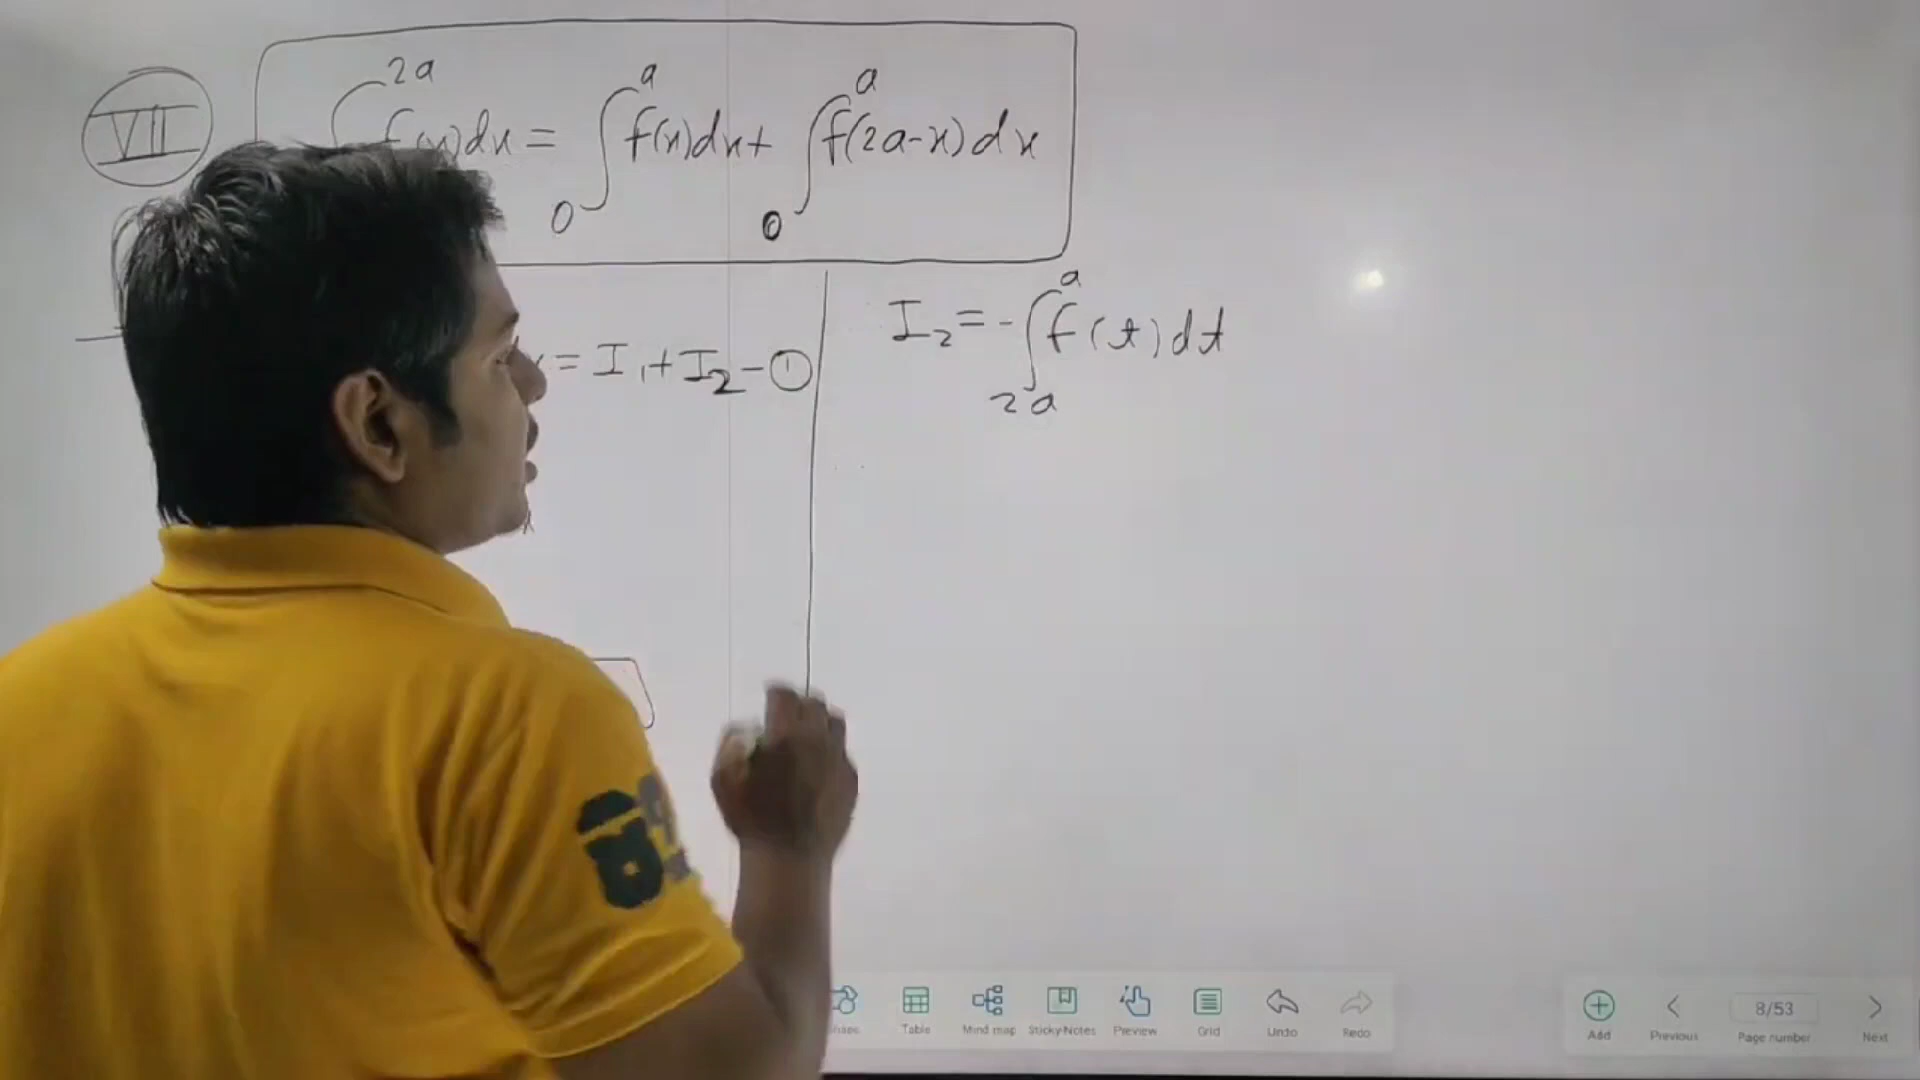 VII
2a a a
f(x)dx = ∫f(x)dx+ ∫f(2a-x)dx
0 0
= I₁+I₂-①
I₂=-∫f(t)dt
a
2a
Table Mind map Sticky-Notes Preview Grid Undo Redo
Add Previous Page number Next
8/53